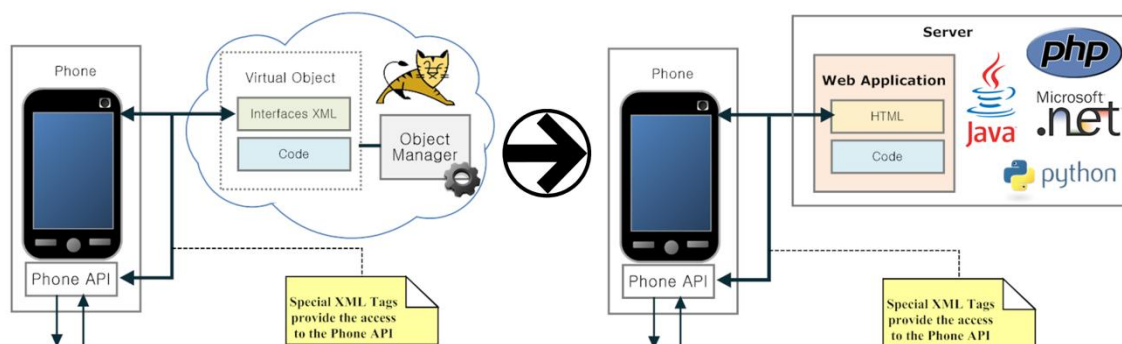 Phone
Virtual Object
Interfaces XML
Code
Object
Manager
Phone API
Special XML Tags
provide the access
to the Phone API
Server
Phone
Web Application
HTML
Code
Java
php
Microsoft
.net
python
Phone API
Special XML Tags
provide the access
to the Phone API